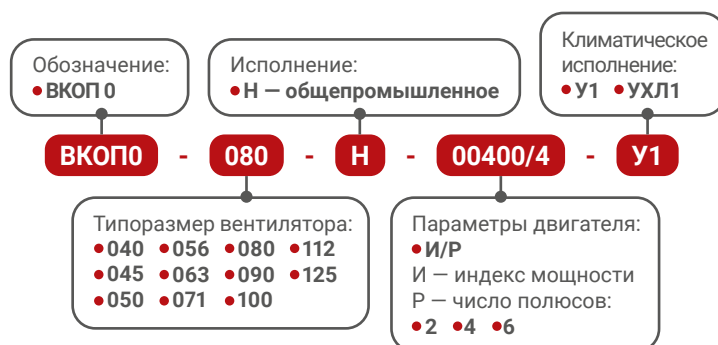 Обозначение:
• ВКОП 0
Исполнение:
• Н — общепромышленное
Климатическое
исполнение:
• У1 • УХЛ1
ВКОП0 - 080 - Н - 00400/4 - У1
Типоразмер вентилятора:
• 040 • 056 • 080 • 112
• 045 • 063 • 090 • 125
• 050 • 071 • 100
Параметры двигателя:
• И/Р
И — индекс мощности
Р — число полюсов:
• 2 • 4 • 6